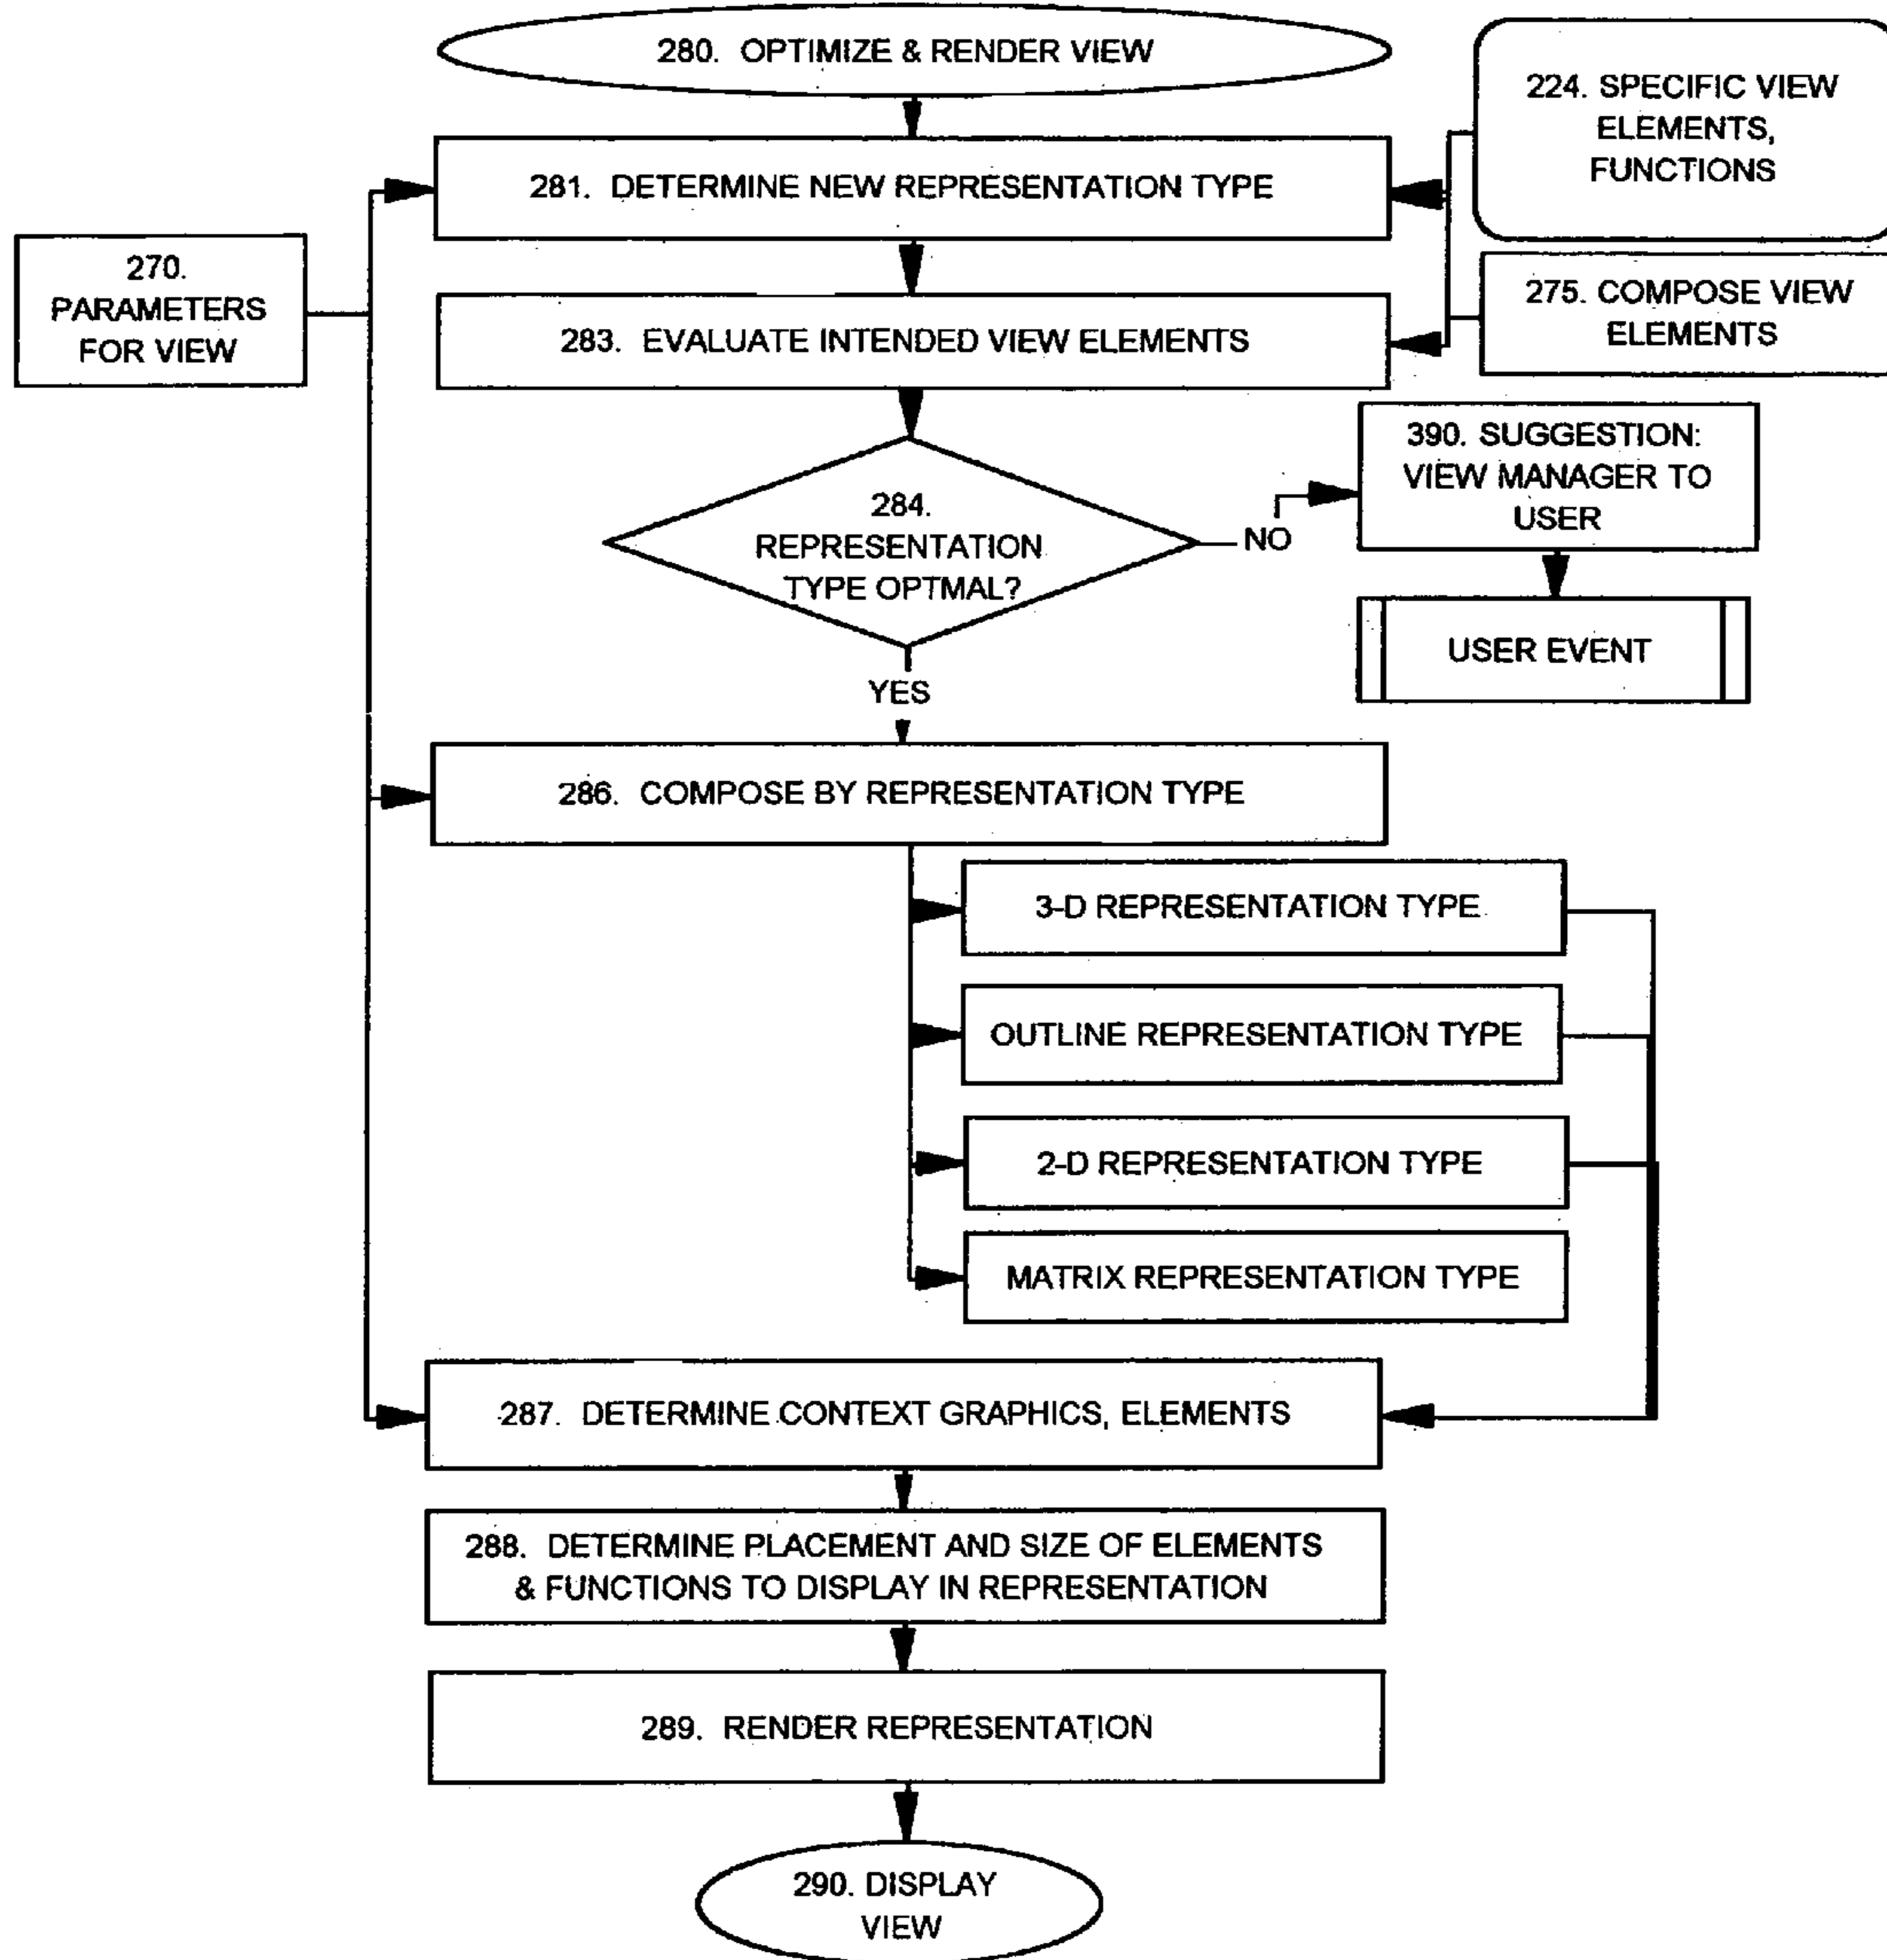 280. OPTIMIZE & RENDER VIEW
224. SPECIFIC VIEW
ELEMENTS,
FUNCTIONS
281. DETERMINE NEW REPRESENTATION TYPE
270.
PARAMETERS
FOR VIEW
275. COMPOSE VIEW
ELEMENTS
283. EVALUATE INTENDED VIEW ELEMENTS
390. SUGGESTION:
VIEW MANAGER TO
USER
284.
REPRESENTATION
TYPE OPTMAL?
NO
USER EVENT
YES
286. COMPOSE BY REPRESENTATION TYPE
3-D REPRESENTATION TYPE
OUTLINE REPRESENTATION TYPE
2-D REPRESENTATION TYPE
MATRIX REPRESENTATION TYPE
287. DETERMINE CONTEXT GRAPHICS, ELEMENTS
288. DETERMINE PLACEMENT AND SIZE OF ELEMENTS
& FUNCTIONS TO DISPLAY IN REPRESENTATION
289. RENDER REPRESENTATION
290. DISPLAY
VIEW